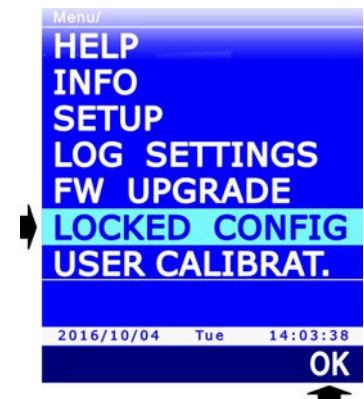 Menu/
HELP
INFO
SETUP
LOG SETTINGS
FW UPGRADE
LOCKED CONFIG
USER CALIBRAT.
2016/10/04 Tue 14:03:38
OK